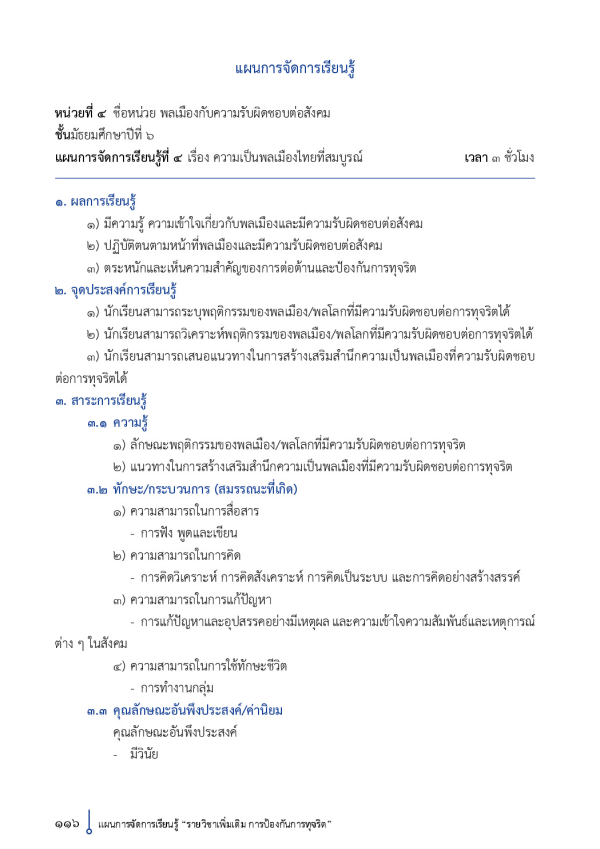 แผนการจัดการเรียนรู้
หน่วยที่ ๔ ชื่อหน่วย พลเมืองกับความรับผิดชอบต่อสังคม
ชั้นมัธยมศึกษาปีที่ ๖
แผนการจัดการเรียนรู้ที่ ๔ เรื่อง ความเป็นพลเมืองไทยที่สมบูรณ์ เวลา ๓ ชั่วโมง
๑. ผลการเรียนรู้
๑) มีความรู้ ความเข้าใจเกี่ยวกับพลเมืองและมีความรับผิดชอบต่อสังคม
๒) ปฏิบัติตนตามหน้าที่พลเมืองและมีความรับผิดชอบต่อสังคม
๓) ตระหนักและเห็นความสำคัญของการต่อต้านและป้องกันการทุจริต
๒. จุดประสงค์การเรียนรู้
๑) นักเรียนสามารถระบุพฤติกรรมของพลเมือง/พลโลกที่มีความรับผิดชอบต่อการทุจริตได้
๒) นักเรียนสามารถวิเคราะห์พฤติกรรมของพลเมือง/พลโลกที่มีความรับผิดชอบต่อการทุจริตได้
๓) นักเรียนสามารถเสนอแนวทางในการสร้างเสริมสำนึกความเป็นพลเมืองที่ความรับผิดชอบ
ต่อการทุจริตได้
๓. สาระการเรียนรู้
๓.๑ ความรู้
๑) ลักษณะพฤติกรรมของพลเมือง/พลโลกที่มีความรับผิดชอบต่อการทุจริต
๒) แนวทางในการสร้างเสริมสำนึกความเป็นพลเมืองที่มีความรับผิดชอบต่อการทุจริต
๓.๒ ทักษะ/กระบวนการ (สมรรถนะที่เกิด)
๑) ความสามารถในการสื่อสาร
- การฟัง พูดและเขียน
๒) ความสามารถในการคิด
- การคิดวิเคราะห์ การคิดสังเคราะห์ การคิดเป็นระบบ และการคิดอย่างสร้างสรรค์
๓) ความสามารถในการแก้ปัญหา
- การแก้ปัญหาและอุปสรรคอย่างมีเหตุผล และความเข้าใจความสัมพันธ์และเหตุการณ์
ต่าง ๆ ในสังคม
๔) ความสามารถในการใช้ทักษะชีวิต
- การทำงานกลุ่ม
๓.๓ คุณลักษณะอันพึงประสงค์/ค่านิยม
คุณลักษณะอันพึงประสงค์
- มีวินัย
๑๑๖ แผนการจัดการเรียนรู้ "รายวิชาเพิ่มเติม การป้องกันการทุจริต"